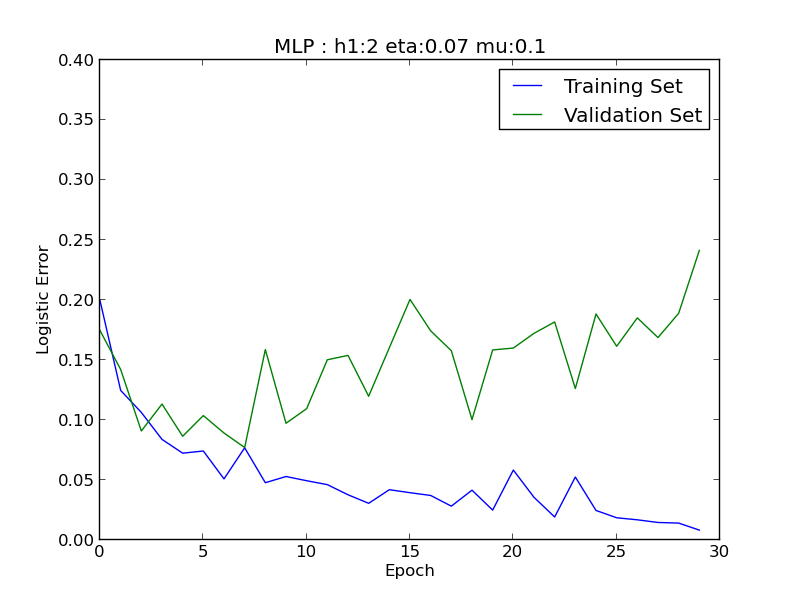 MLP : h1:2 eta:0.07 mu:0.1
Training Set
Validation Set
0.40
0.35
0.30
0.25
0.20
0.15
0.10
0.05
0.00
Logistic Error
0 5 10 15 20 25 30
Epoch